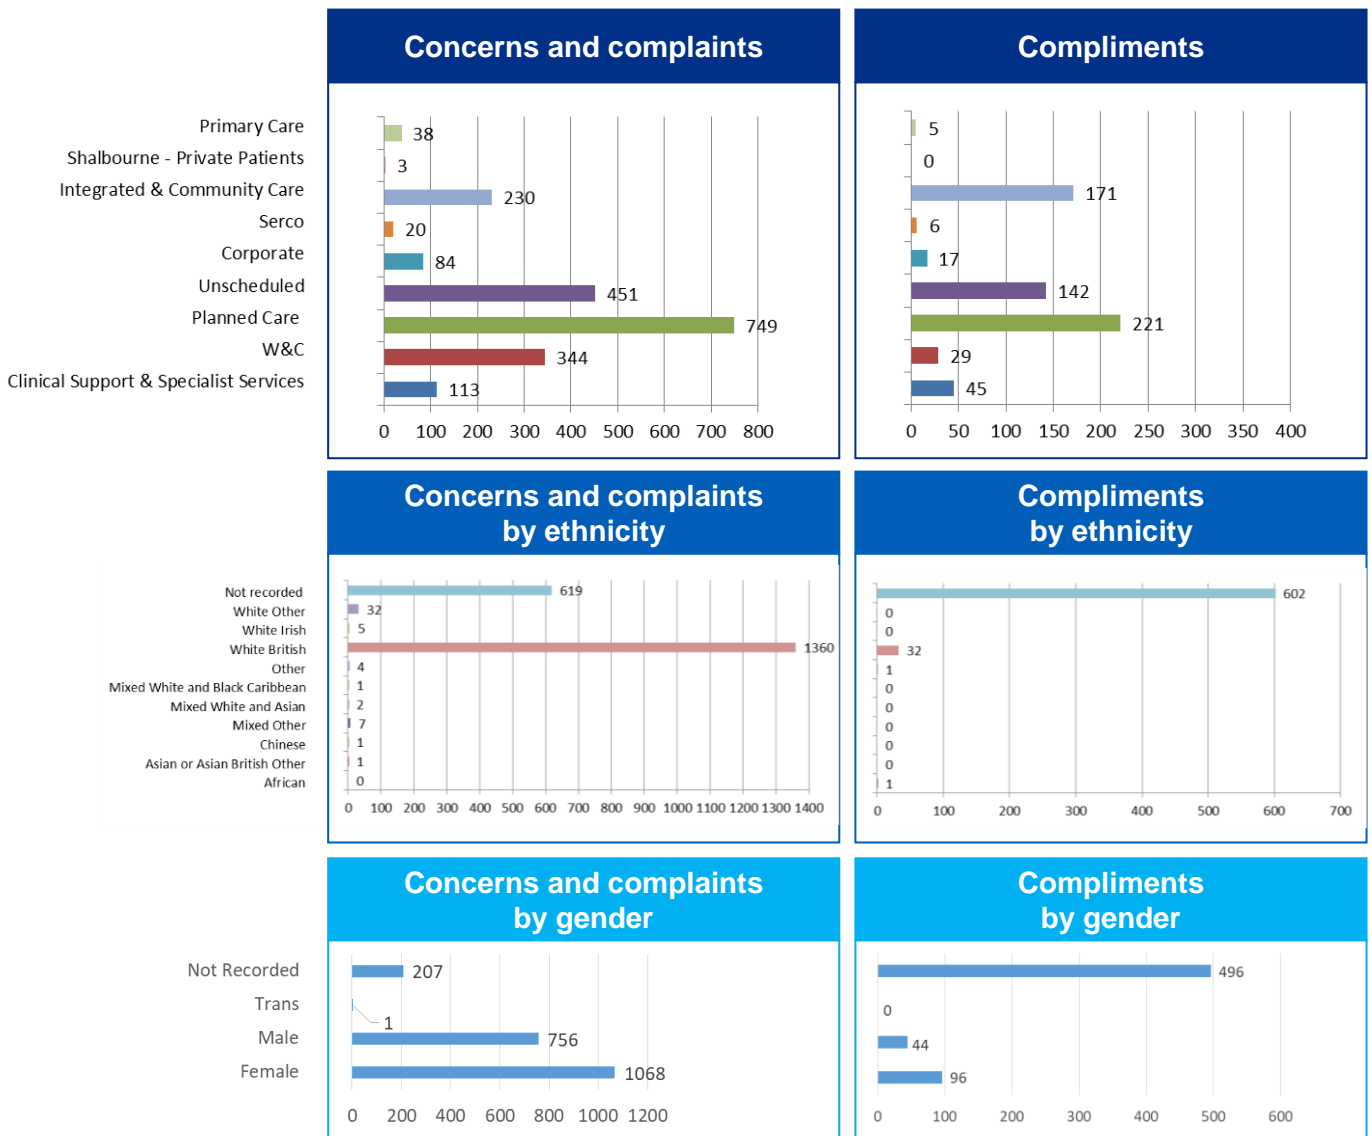 Concerns and complaints
Compliments
Primary Care
38
5
Shalbourne - Private Patients
3
0
Integrated & Community Care
230
171
Serco
20
6
Corporate
84
17
Unscheduled
451
142
Planned Care
749
221
W&C
344
29
Clinical Support & Specialist Services
113
45
0 100 200 300 400 500 600 700 800
0 50 100 150 200 250 300 350 400
Concerns and complaints
by ethnicity
Compliments
by ethnicity
Not recorded
619
602
White Other
32
0
White Irish
5
0
White British
1360
32
Other
4
1
Mixed White and Black Caribbean
1
0
Mixed White and Asian
2
0
Mixed Other
7
0
Chinese
1
0
Asian or Asian British Other
1
0
African
0
1
0 100 200 300 400 500 600 700 800 900 1000 1100 1200 1300 1400
0 100 200 300 400 500 600 700
Concerns and complaints
by gender
Compliments
by gender
Not Recorded
207
496
Trans
1
0
Male
756
44
Female
1068
96
0 200 400 600 800 1000 1200
0 100 200 300 400 500 600